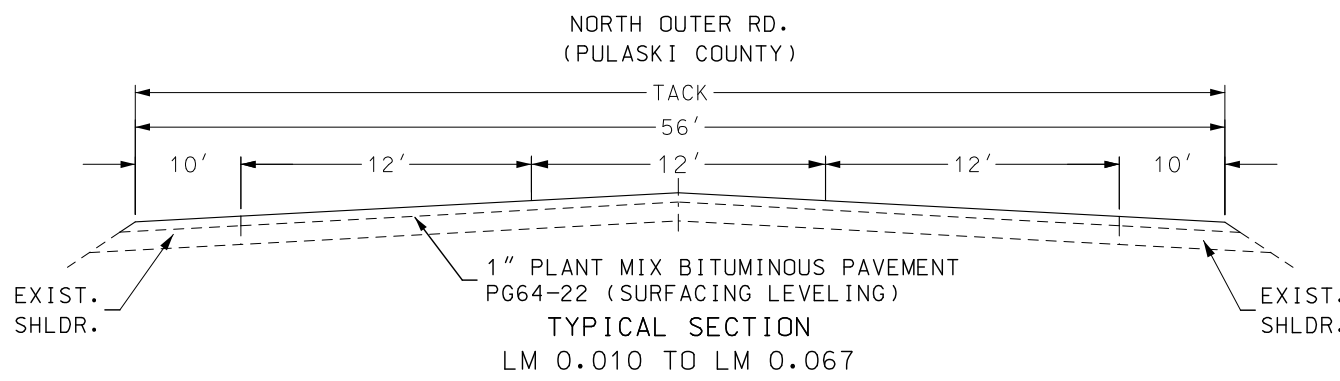 NORTH OUTER RD.
(PULASKI COUNTY)
TACK
56'
10' 12' 12' 12' 10'
1" PLANT MIX BITUMINOUS PAVEMENT
PG64-22 (SURFACING LEVELING)
EXIST.
SHLDR.
EXIST.
SHLDR.
TYPICAL SECTION
LM 0.010 TO LM 0.067